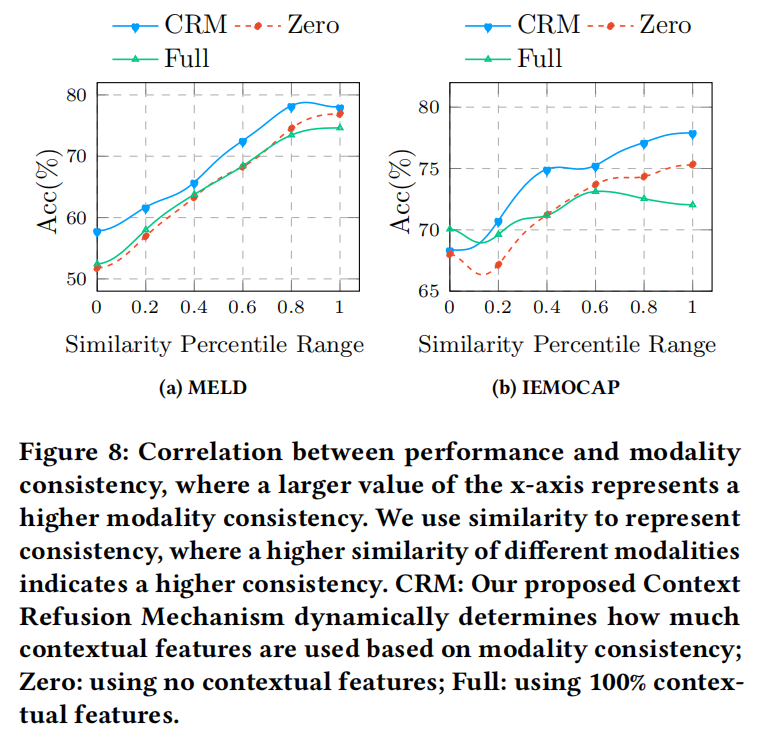 CRM Zero
Full
CRM Zero
Full
80
70
60
50
Acc(%)
0 0.2 0.4 0.6 0.8 1
Similarity Percentile Range
(a) MELD
80
75
70
65
Acc(%)
0 0.2 0.4 0.6 0.8 1
Similarity Percentile Range
(b) IEMOCAP
Figure 8: Correlation between performance and modality
consistency, where a larger value of the x-axis represents a
higher modality consistency. We use similarity to represent
consistency, where a higher similarity of different modalities
indicates a higher consistency. CRM: Our proposed Context
Refusion Mechanism dynamically determines how much
contextual features are used based on modality consistency;
Zero: using no contextual features; Full: using 100% contex-
tual features.